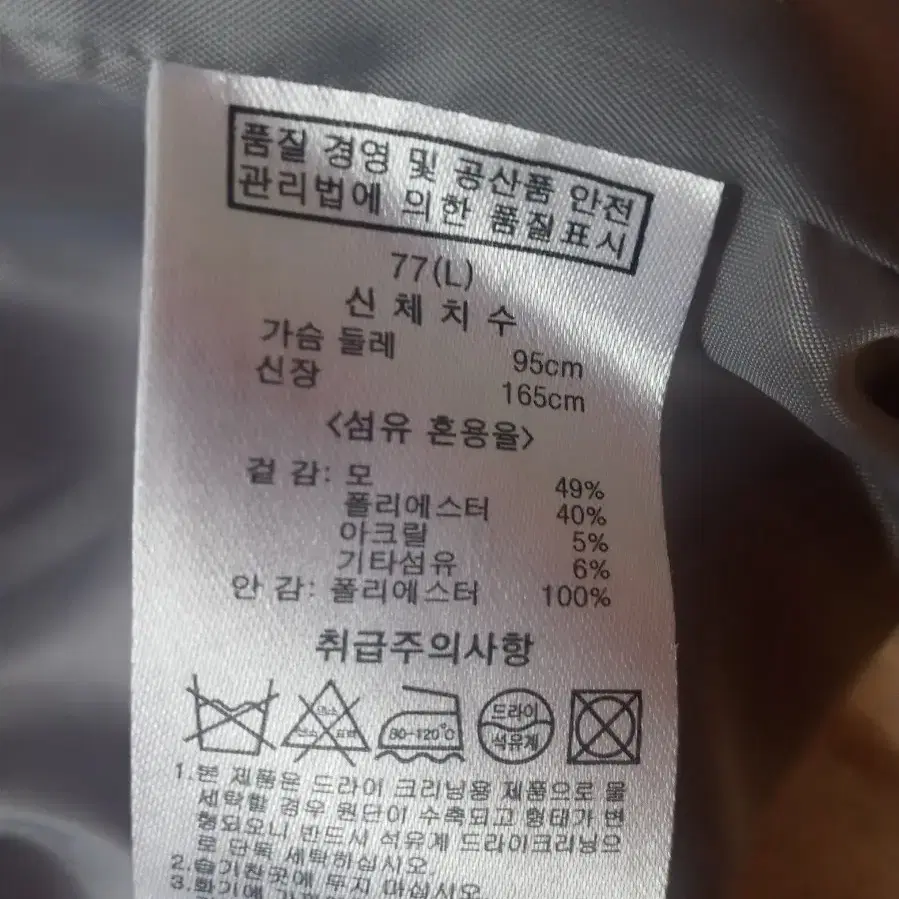 품질 경영 및 공산품 안전
관리법에 의한 품질표시
77(L)
신체치수
가슴 둘레 95cm
신장 165cm
<섬유 혼용율>
겉 감: 모 49%
폴리에스터 40%
아크릴 5%
기타섬유 6%
안 감: 폴리에스터 100%
취급주의사항
염소
산소 표백
80-120℃
드라이
석유계
1.본 제품은 드라이 크리닝용 제품으로 물
세탁할 경우 원단이 수축되고 형태가 변
형되오니 반드시 석유계 드라이크리닝으
로 단독 세탁하십시오.
2.습기찬곳에 두지 마십시오.
3.화기에